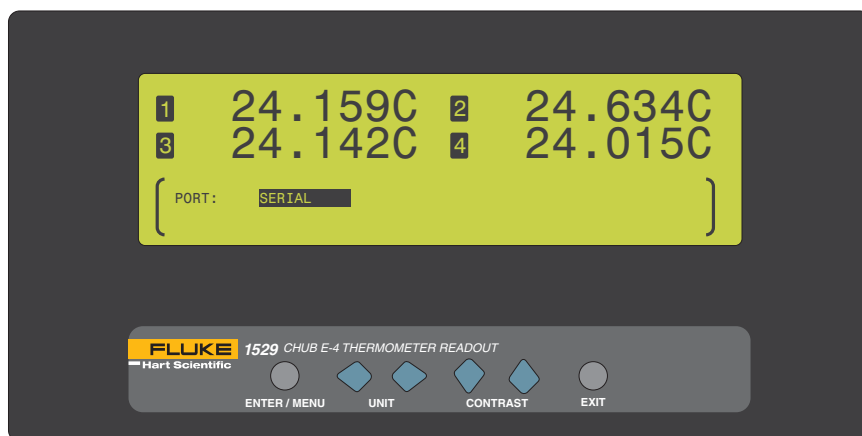 1 24.159C 2 24.634C
3 24.142C 4 24.015C
PORT: SERIAL
FLUKE 1529 CHUB E-4 THERMOMETER READOUT
Hart Scientific
ENTER / MENU UNIT CONTRAST EXIT